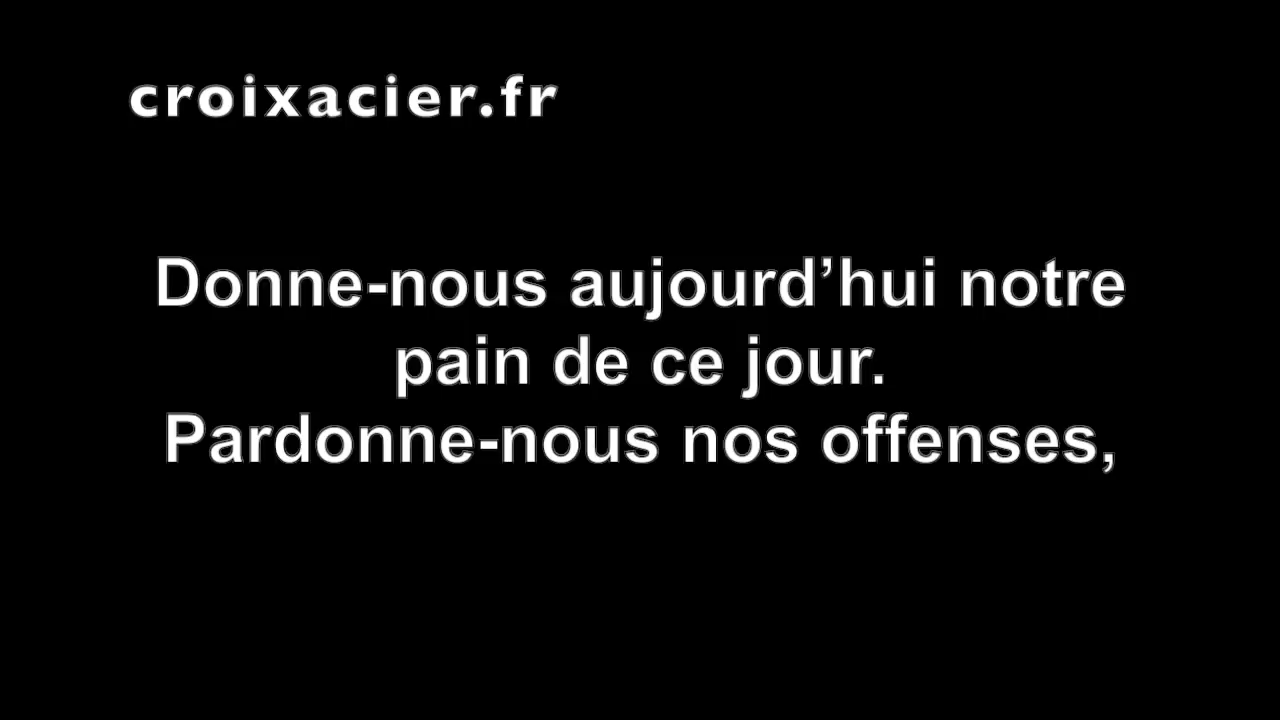 croixacier.fr
Donne-nous aujourd’hui notre
pain de ce jour.
Pardonne-nous nos offenses,